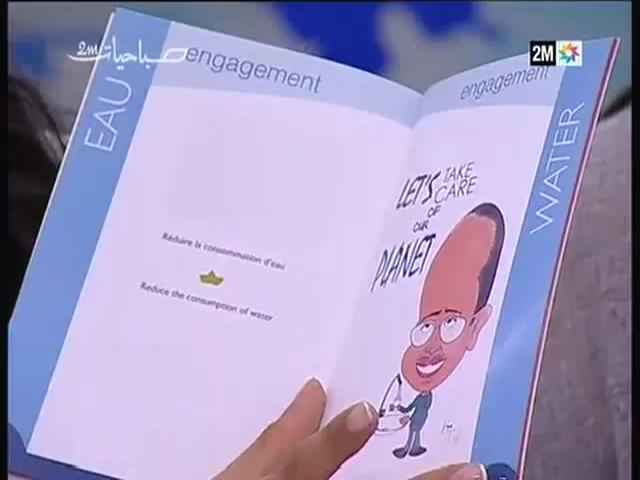 صباحيات 2m
2M
engagement
EAU
Réduire la consommation d'eau
Reduce the consumption of water
engagement
WATER
LET'S TAKE
CARE
OF
OUR
PLANET